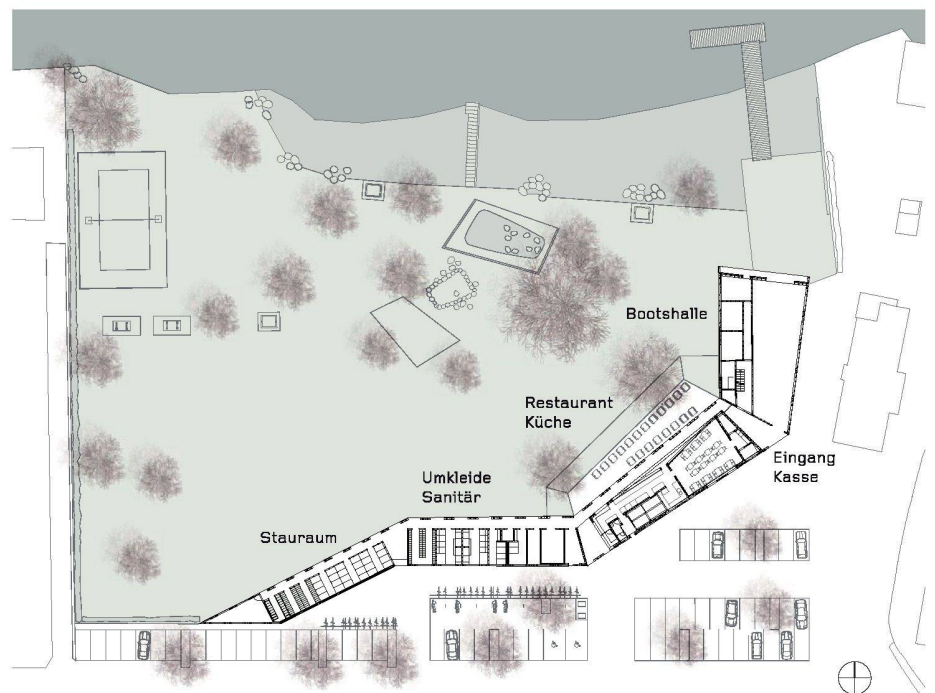 Bootshalle
Restaurant
Küche
Eingang
Kasse
Umkleide
Sanitär
Stauraum